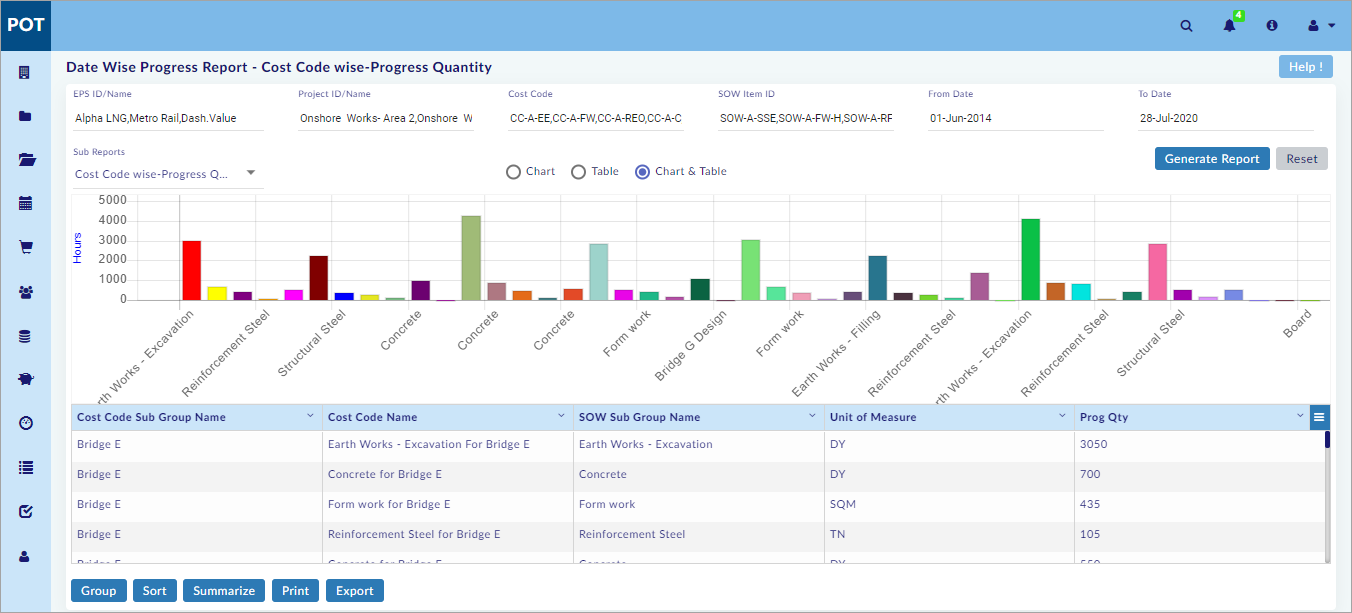 POT
4
Date Wise Progress Report - Cost Code wise-Progress Quantity
Help !
EPS ID/Name Project ID/Name Cost Code SOW Item ID From Date To Date
Alpha LNG,Metro Rail,Dash.Value Onshore Works- Area 2,Onshore W CC-A-EE,CC-A-FW,CC-A-REO,CC-A-C SOW-A-SSE,SOW-A-FW-H,SOW-A-RF 01-Jun-2014 28-Jul-2020
Sub Reports
Cost Code wise-Progress Q...
Chart Table Chart & Table
Generate Report Reset
5000
4000
3000
2000
1000
0
Hours
rth Works - Excavation
Reinforcement Steel
Structural Steel
Concrete
Concrete
Concrete
Form work
Bridge G Design
Form work
Earth Works - Filling
Reinforcement Steel
rth Works - Excavation
Reinforcement Steel
Structural Steel
Board
Cost Code Sub Group Name Cost Code Name SOW Sub Group Name Unit of Measure Prog Qty
Bridge E Earth Works - Excavation For Bridge E Earth Works - Excavation DY 3050
Bridge E Concrete for Bridge E Concrete DY 700
Bridge E Form work for Bridge E Form work SQM 435
Bridge E Reinforcement Steel for Bridge E Reinforcement Steel TN 105
Bridge E Concrete for Bridge E Concrete DY 550
Group Sort Summarize Print Export